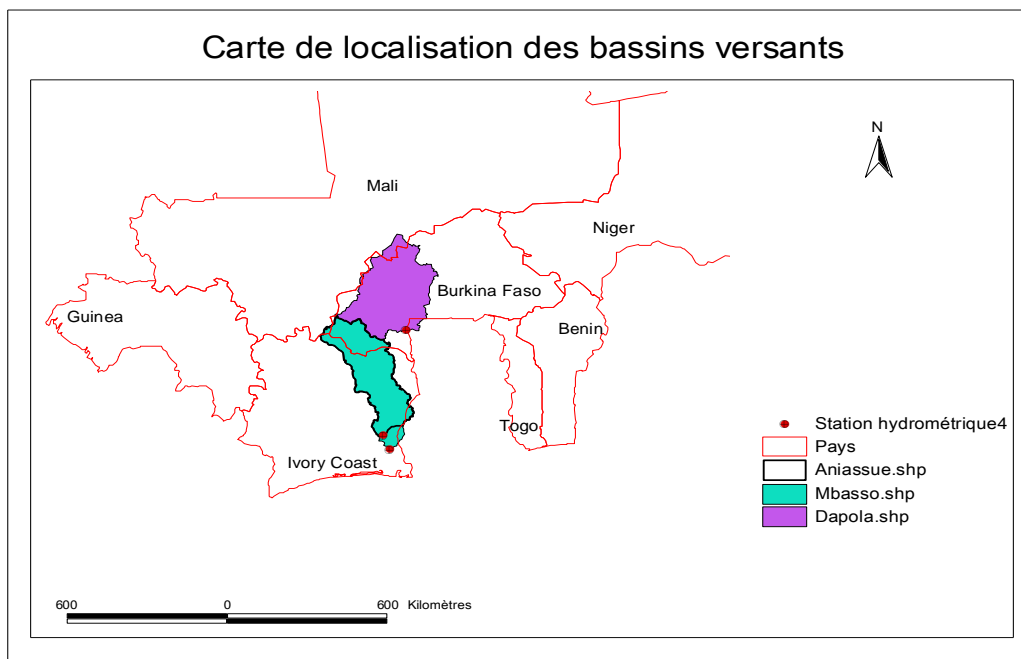 Carte de localisation des bassins versants
N
Mali
Niger
Burkina Faso
Guinea
Benin
Togo
Ivory Coast
Station hydrométrique4
Pays
Aniassue.shp
Mbasso.shp
Dapola.shp
600 0 600 Kilomètres